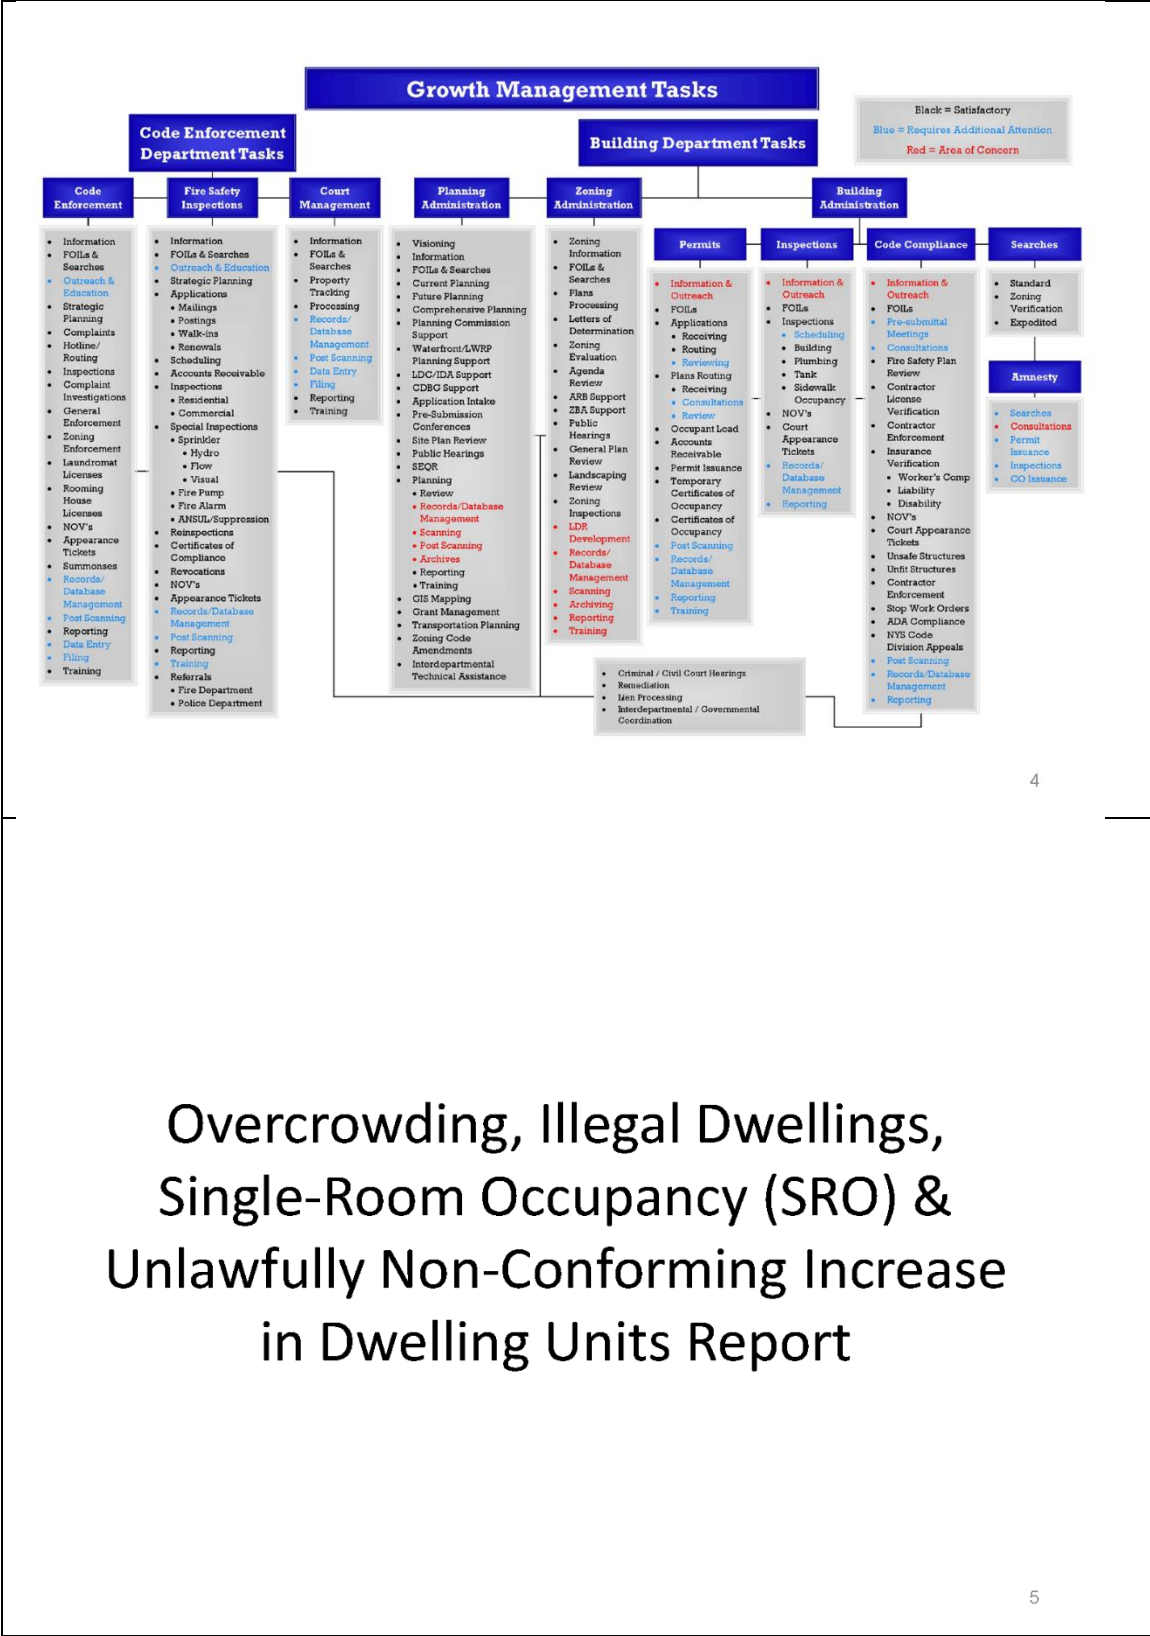 Growth Management Tasks
Black = Satisfactory
Blue = Requires Additional Attention
Red = Area of Concern
Code Enforcement
Department Tasks
Building Department Tasks
Code
Enforcement
Fire Safety
Inspections
Court
Management
Planning
Administration
Zoning
Administration
Building
Administration
Permits
Inspections
Code Compliance
Searches
• Information
• FOILs &
Searches
• Outreach &
Education
• Strategic
Planning
• Complaints
• Hotline/
Routing
• Inspections
• Complaint
Investigations
• General
Enforcement
• Zoning
Enforcement
• Laundromat
Licenses
• Rooming
House
Licenses
• NOV's
• Appearance
Tickets
• Summonses
• Records/
Database
Management
• Post Scanning
• Reporting
• Data Entry
• Filing
• Training
• Information
• FOILs & Searches
• Outreach & Education
• Strategic Planning
• Applications
• Mailings
• Postings
• Walk-ins
• Renewals
• Scheduling
• Accounts Receivable
• Inspections
• Residential
• Commercial
• Special Inspections
• Sprinkler
• Hydro
• Flow
• Visual
• Fire Pump
• Fire Alarm
• ANSUL/Suppression
• Reinspections
• Certificates of
Compliance
• Revocations
• NOV's
• Appearance Tickets
• Records/Database
Management
• Post Scanning
• Reporting
• Training
• Referrals
• Fire Department
• Police Department
• Information
• FOILs &
Searches
• Property
Tracking
• Processing
• Records/
Database
Management
• Post Scanning
• Data Entry
• Filing
• Reporting
• Training
• Visioning
• Information
• FOILs & Searches
• Current Planning
• Future Planning
• Comprehensive Planning
• Planning Commission
Support
• Waterfront/LWRP
Planning Support
• LDC/IDA Support
• CDBG Support
• Application Intake
• Pre-Submission
Conferences
• Site Plan Review
• Public Hearings
• SEQR
• Planning
• Review
• Records/Database
Management
• Scanning
• Post Scanning
• Archives
• Reporting
• Training
• GIS Mapping
• Grant Management
• Transportation Planning
• Zoning Code
Amendments
• Interdepartmental
Technical Assistance
• Zoning
Information
• FOILs &
Searches
• Plans
Processing
• Letters of
Determination
• Zoning
Evaluation
• Agenda
Review
• ARB Support
• ZBA Support
• Public
Hearings
• General Plan
Review
• Landscaping
Review
• Zoning
Inspections
• LDR
Development
• Records/
Database
Management
• Scanning
• Archiving
• Reporting
• Training
• Information &
Outreach
• FOILs
• Applications
• Receiving
• Routing
• Reviewing
• Plans Routing
• Receiving
• Consultations
• Review
• Occupant Load
• Accounts
Receivable
• Permit Issuance
• Temporary
Certificates of
Occupancy
• Certificates of
Occupancy
• Post Scanning
• Records/
Database
Management
• Reporting
• Training
• Information &
Outreach
• FOILs
• Inspections
• Scheduling
• Building
• Plumbing
• Tank
• Sidewalk
Occupancy
• NOV's
• Court
Appearance
Tickets
• Records/
Database
Management
• Reporting
• Information &
Outreach
• FOILs
• Pre-submittal
Meetings
• Consultations
• Fire Safety Plan
Review
• Contractor
License
Verification
• Contractor
Enforcement
• Insurance
Verification
• Worker's Comp
• Liability
• Disability
• NOV's
• Court Appearance
Tickets
• Unsafe Structures
• Unfit Structures
• Contractor
Enforcement
• Stop Work Orders
• ADA Compliance
• NYS Code
Division Appeals
• Post Scanning
• Records/Database
Management
• Reporting
• Standard
• Zoning
Verification
• Expedited
Amnesty
• Searches
• Consultations
• Permit
Issuance
• Inspections
• CO Issuance
• Criminal / Civil Court Hearings
• Remediation
• Lien Processing
• Interdepartmental / Governmental
Coordination
4
Overcrowding, Illegal Dwellings,
Single-Room Occupancy (SRO) &
Unlawfully Non-Conforming Increase
in Dwelling Units Report
5